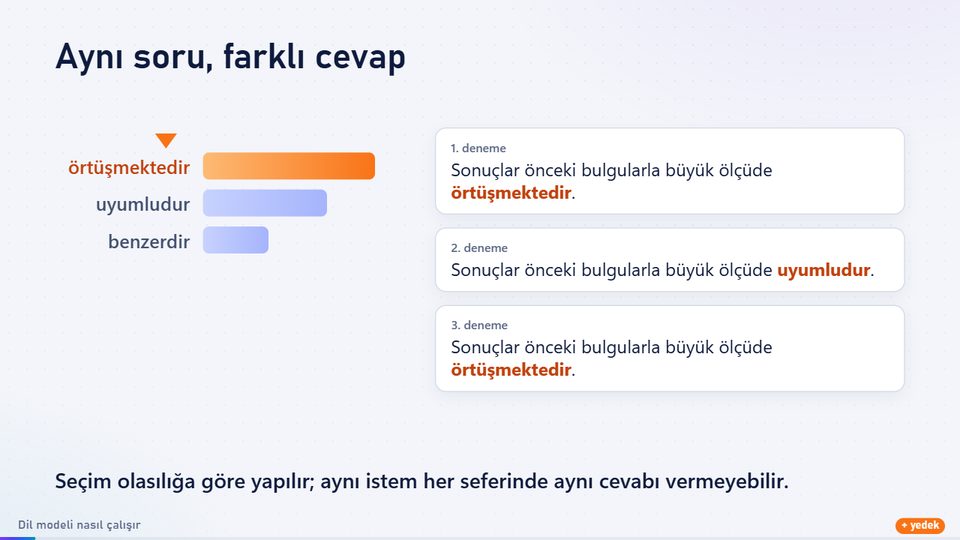 Aynı soru, farklı cevap
örtüşmektedir
uyumludur
benzerdir
1. deneme
Sonuçlar önceki bulgularla büyük ölçüde
örtüşmektedir.
2. deneme
Sonuçlar önceki bulgularla büyük ölçüde uyumludur.
3. deneme
Sonuçlar önceki bulgularla büyük ölçüde
örtüşmektedir.
Seçim olasılığa göre yapılır; aynı istem her seferinde aynı cevabı vermeyebilir.
Dil modeli nasıl çalışır
+ yedek